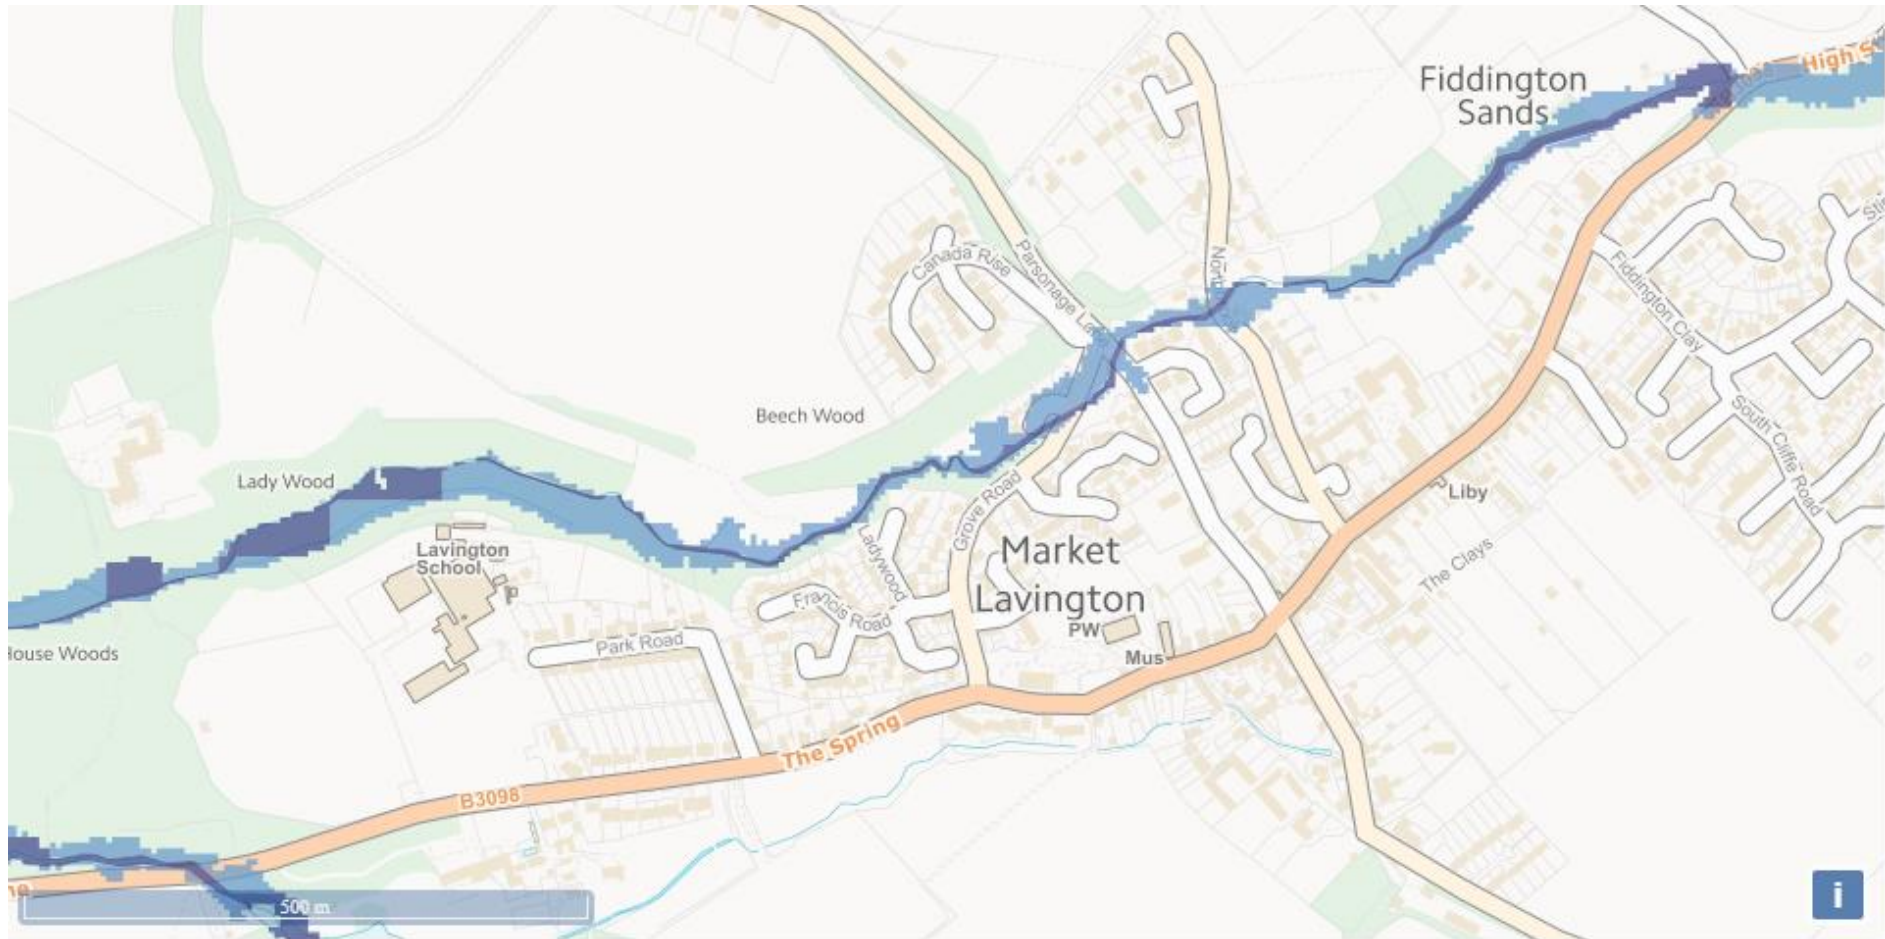 Fiddington
Sands
High S
Canada Rise
Parsonage La
North
Fiddington Clay
Beech Wood
South Cliffe Road
Lady Wood
Grove Road
Liby
Lavington
School
Ladywood
Market
Lavington
The Clays
Francis Road
PW
Park Road
Mus
House Woods
The Spring
B3098
500 m
i